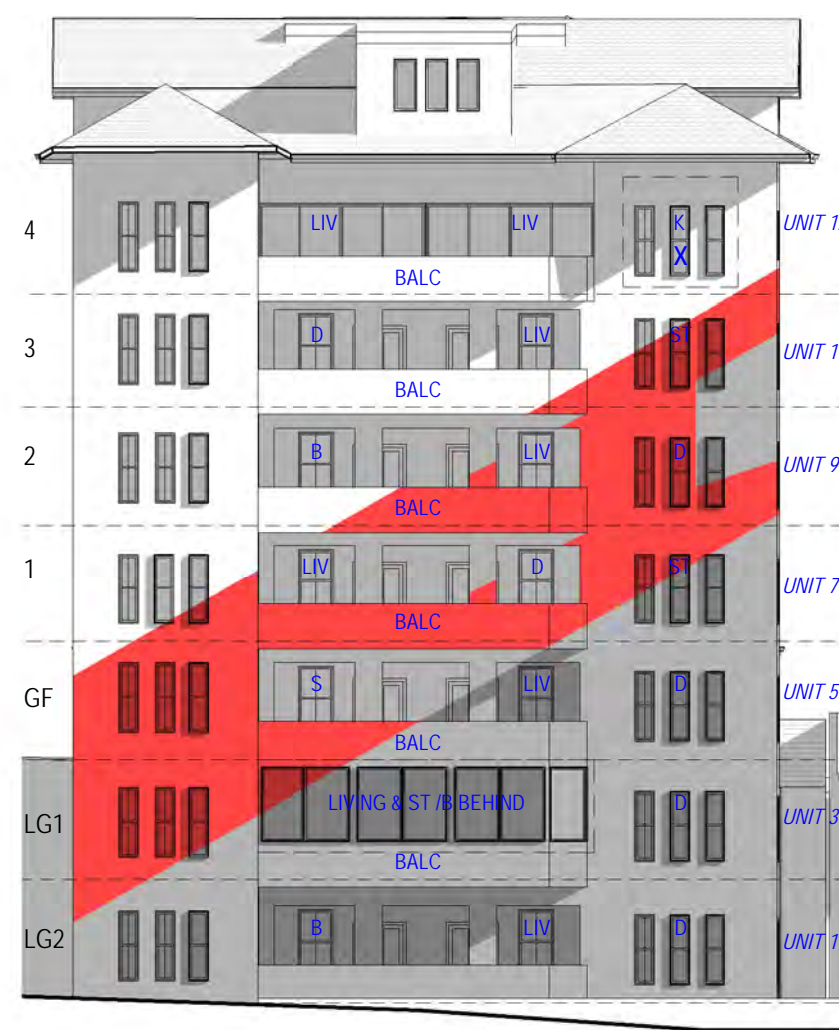 4 LIV LIV K UNIT 1
X
BALC
3 D LIV ST UNIT 1
BALC
2 B LIV D UNIT 9
BALC
1 LIV D ST UNIT 7
BALC
GF S LIV D UNIT 5
BALC
LG1 LIVING & ST /B BEHIND D UNIT 3
BALC
LG2 B LIV D UNIT 1